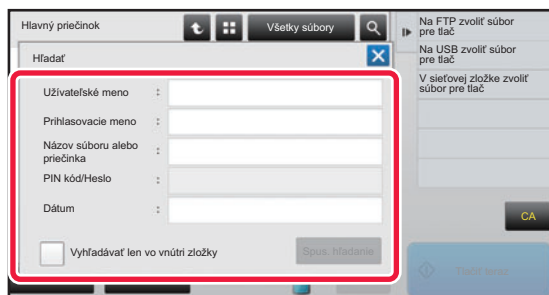 Hlavný priečinok
Všetky súbory
Hľadať
Užívateľské meno :
Prihlasovacie meno :
Názov súboru alebo
priečinka :
PIN kód/Heslo :
Dátum :
Vyhľadávať len vo vnútri zložky
Spus. hľadanie
Na FTP zvoliť súbor
pre tlač
Na USB zvoliť súbor
pre tlač
V sieťovej zložke zvoliť
súbor pre tlač
CA
Tlačiť teraz